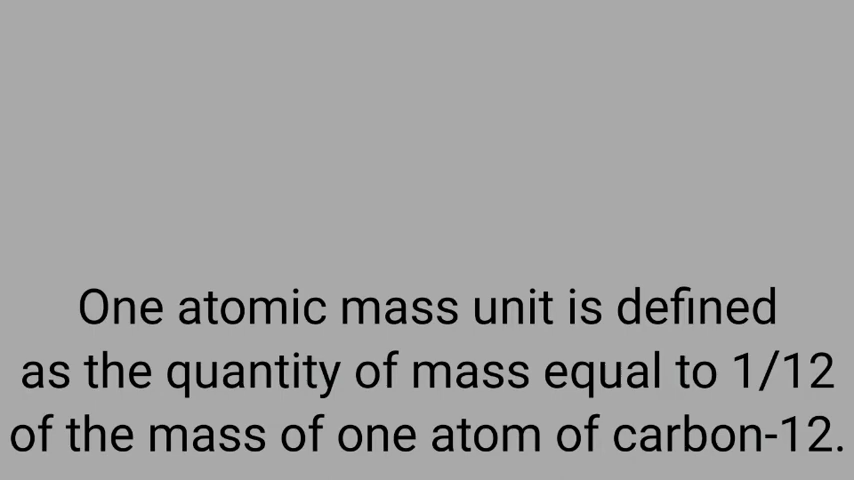 One atomic mass unit is defined
as the quantity of mass equal to 1/12
of the mass of one atom of carbon-12.